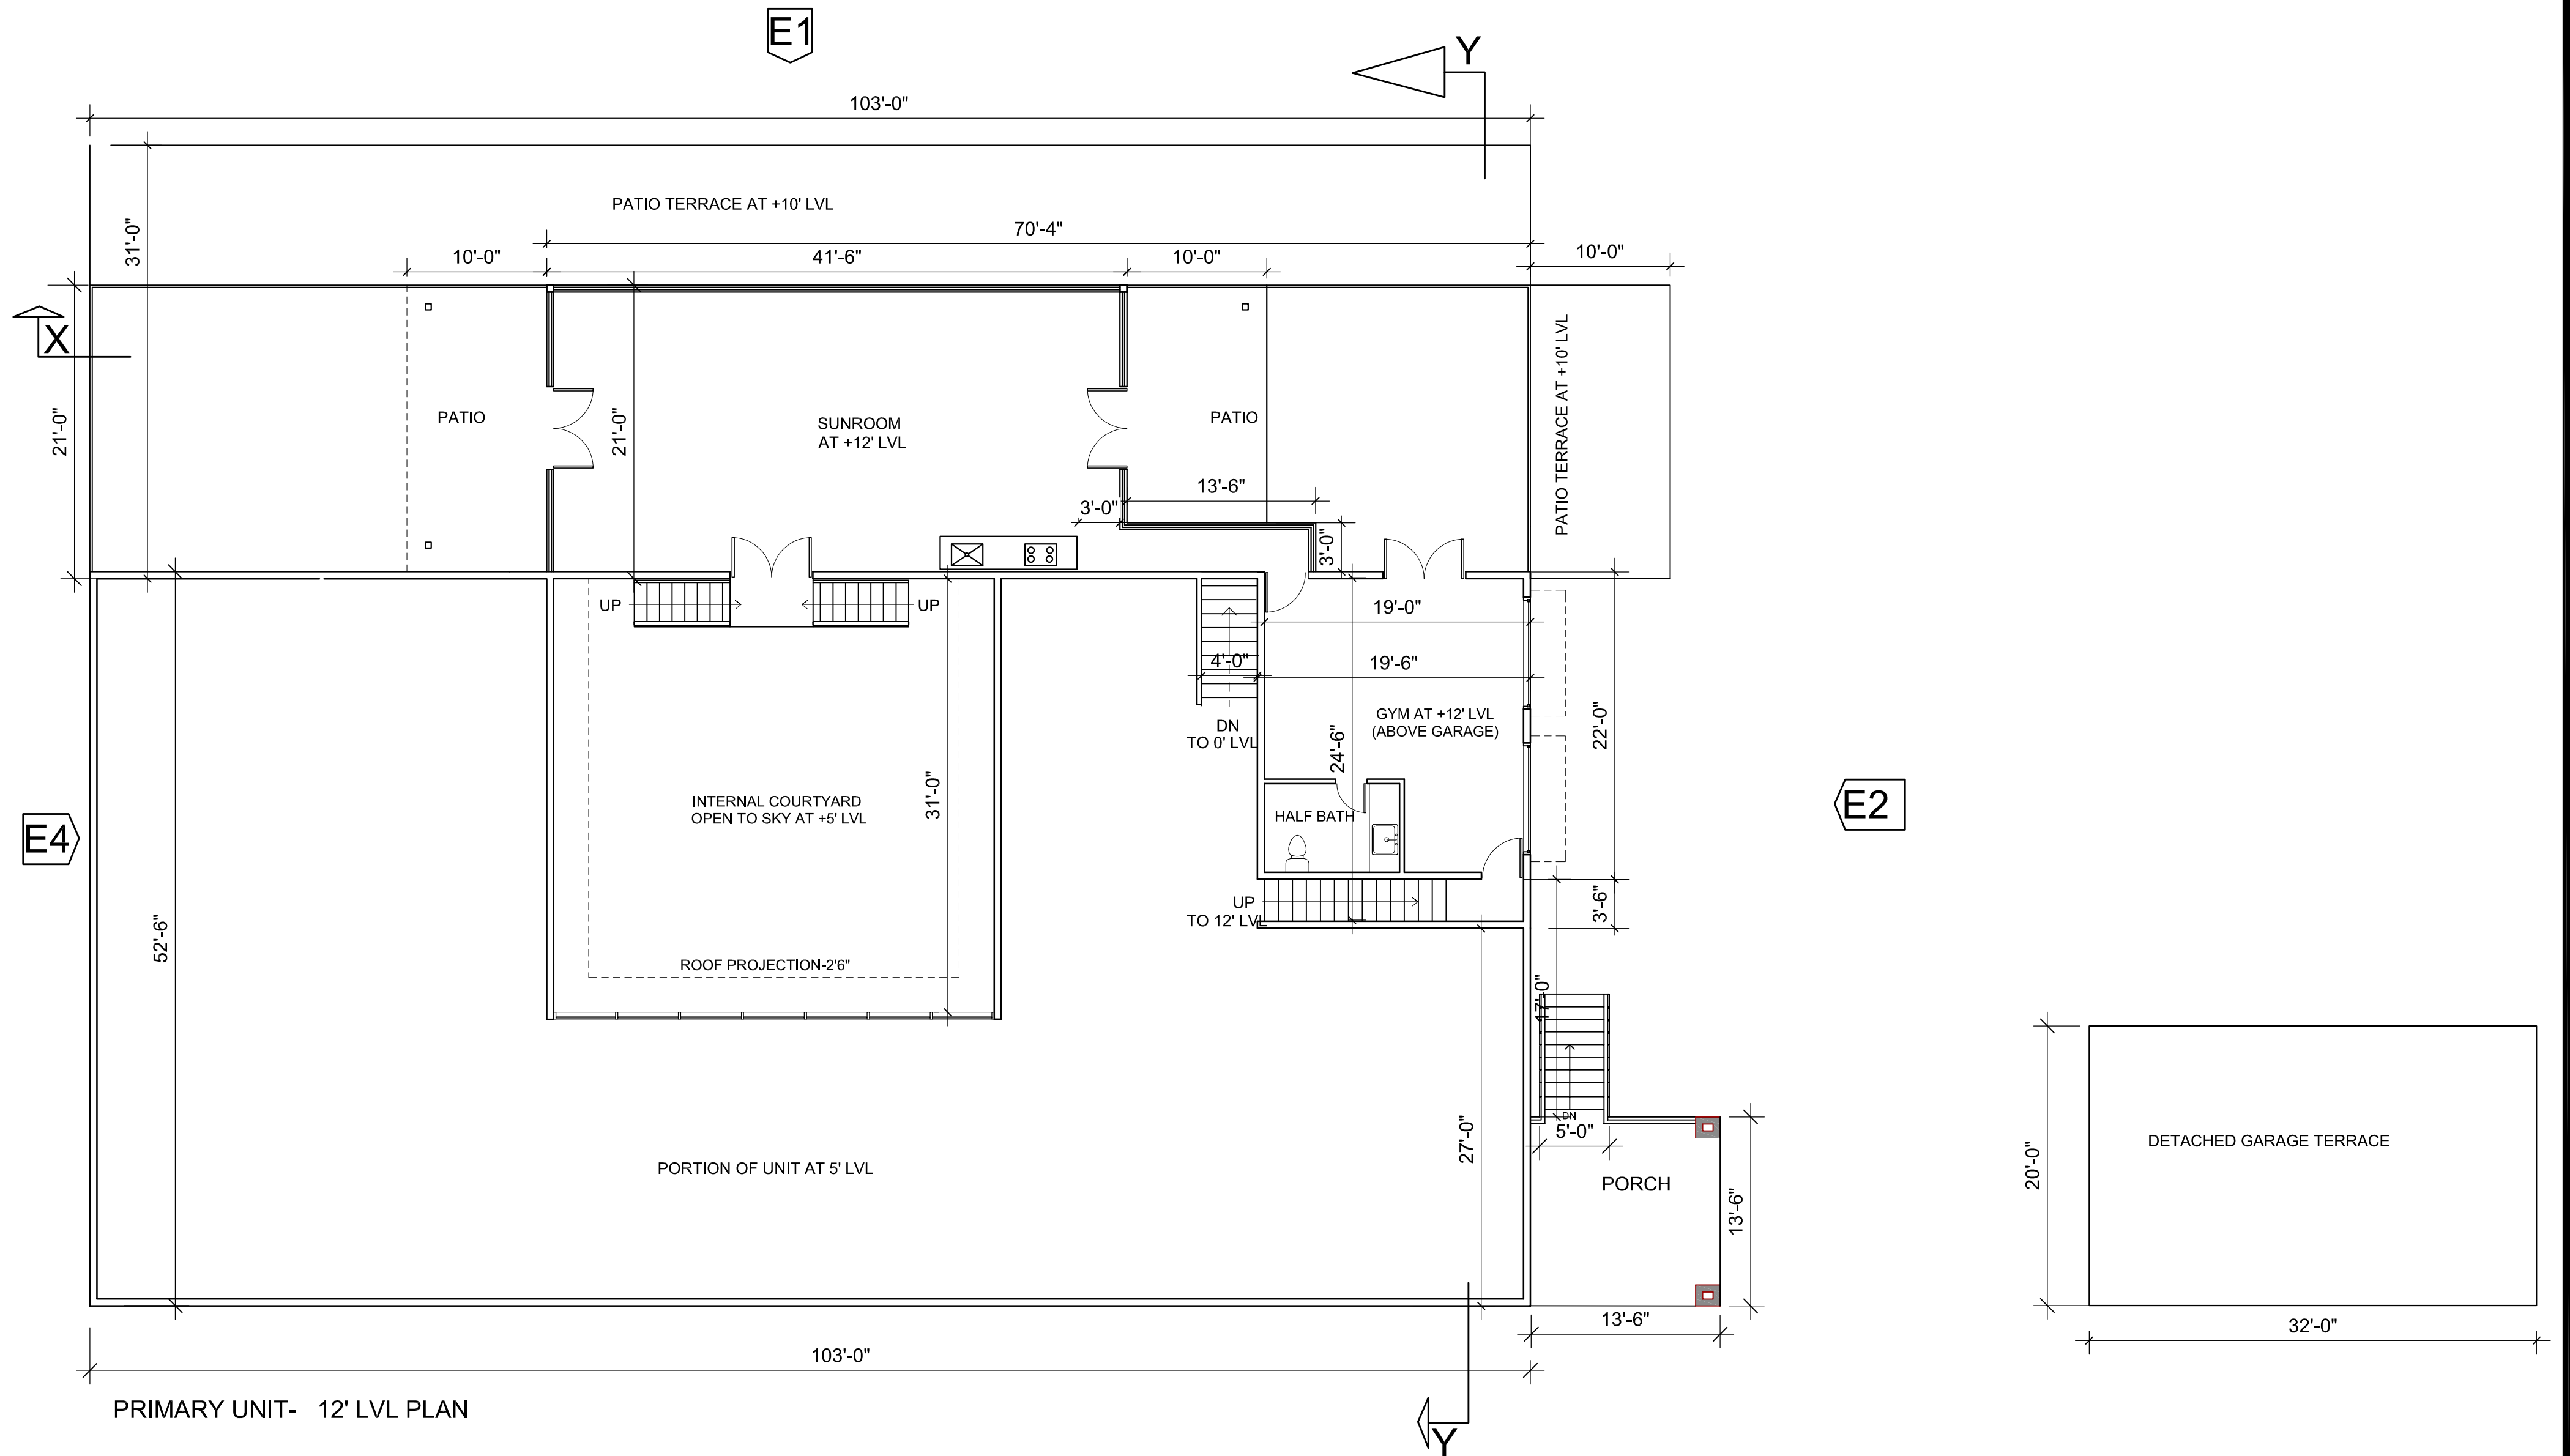 E1
Y
103'-0"
PATIO TERRACE AT +10' LVL
31'-0"
70'-4"
10'-0"
41'-6"
10'-0"
10'-0"
X
21'-0"
PATIO
21'-0"
SUNROOM
AT +12' LVL
PATIO
PATIO TERRACE AT +10' LVL
13'-6"
3'-0"
3'-0"
UP
UP
19'-0"
4'-0"
19'-6"
DN
TO 0' LVL
GYM AT +12' LVL
(ABOVE GARAGE)
24'-6"
22'-0"
INTERNAL COURTYARD
OPEN TO SKY AT +5' LVL
31'-0"
HALF BATH
E2
E4
52'-6"
UP
TO 12' LVL
3'-6"
ROOF PROJECTION-2'6"
17'-0"
DN
5'-0"
27'-0"
PORTION OF UNIT AT 5' LVL
PORCH
13'-6"
20'-0"
DETACHED GARAGE TERRACE
13'-6"
32'-0"
103'-0"
PRIMARY UNIT- 12' LVL PLAN
Y